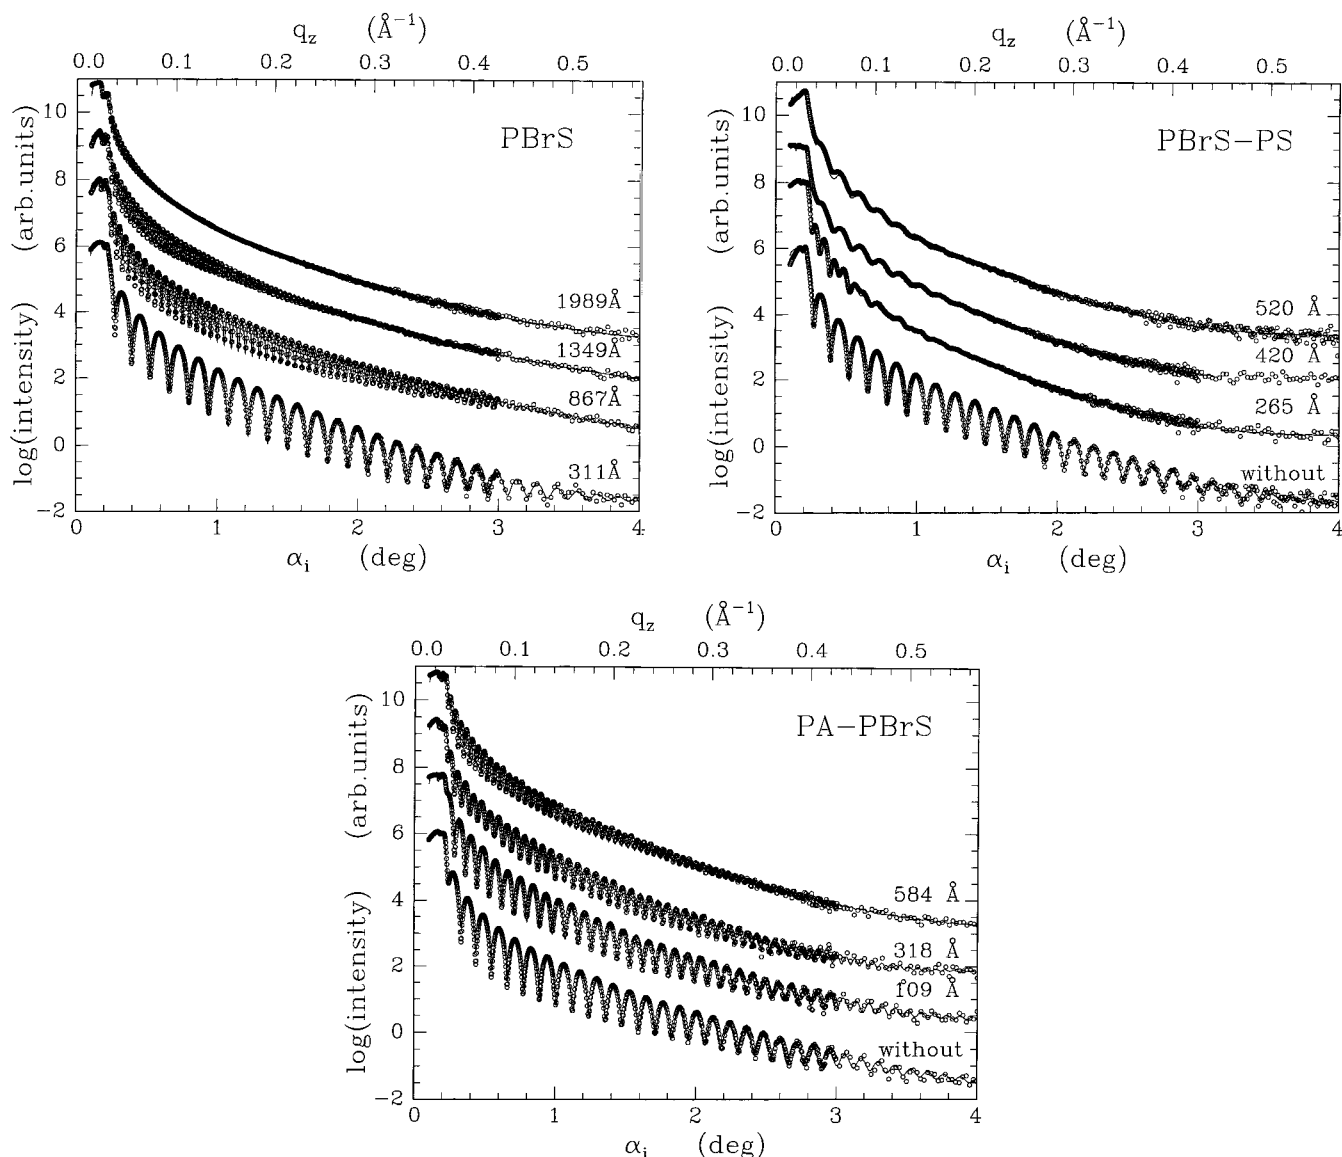 q_z (Å⁻¹)
0.0 0.1 0.2 0.3 0.4 0.5
PBrS
log(intensity) (arb.units)
10
8
6
4
2
0
−2
1989Å
1349Å
867Å
311Å
0 1 2 3 4
α_i (deg)
q_z (Å⁻¹)
0.0 0.1 0.2 0.3 0.4 0.5
PBrS−PS
log(intensity) (arb.units)
10
8
6
4
2
0
−2
520 Å
420 Å
265 Å
without
0 1 2 3 4
α_i (deg)
q_z (Å⁻¹)
0.0 0.1 0.2 0.3 0.4 0.5
PA−PBrS
log(intensity) (arb.units)
10
8
6
4
2
0
−2
584 Å
318 Å
f09 Å
without
0 1 2 3 4
α_i (deg)